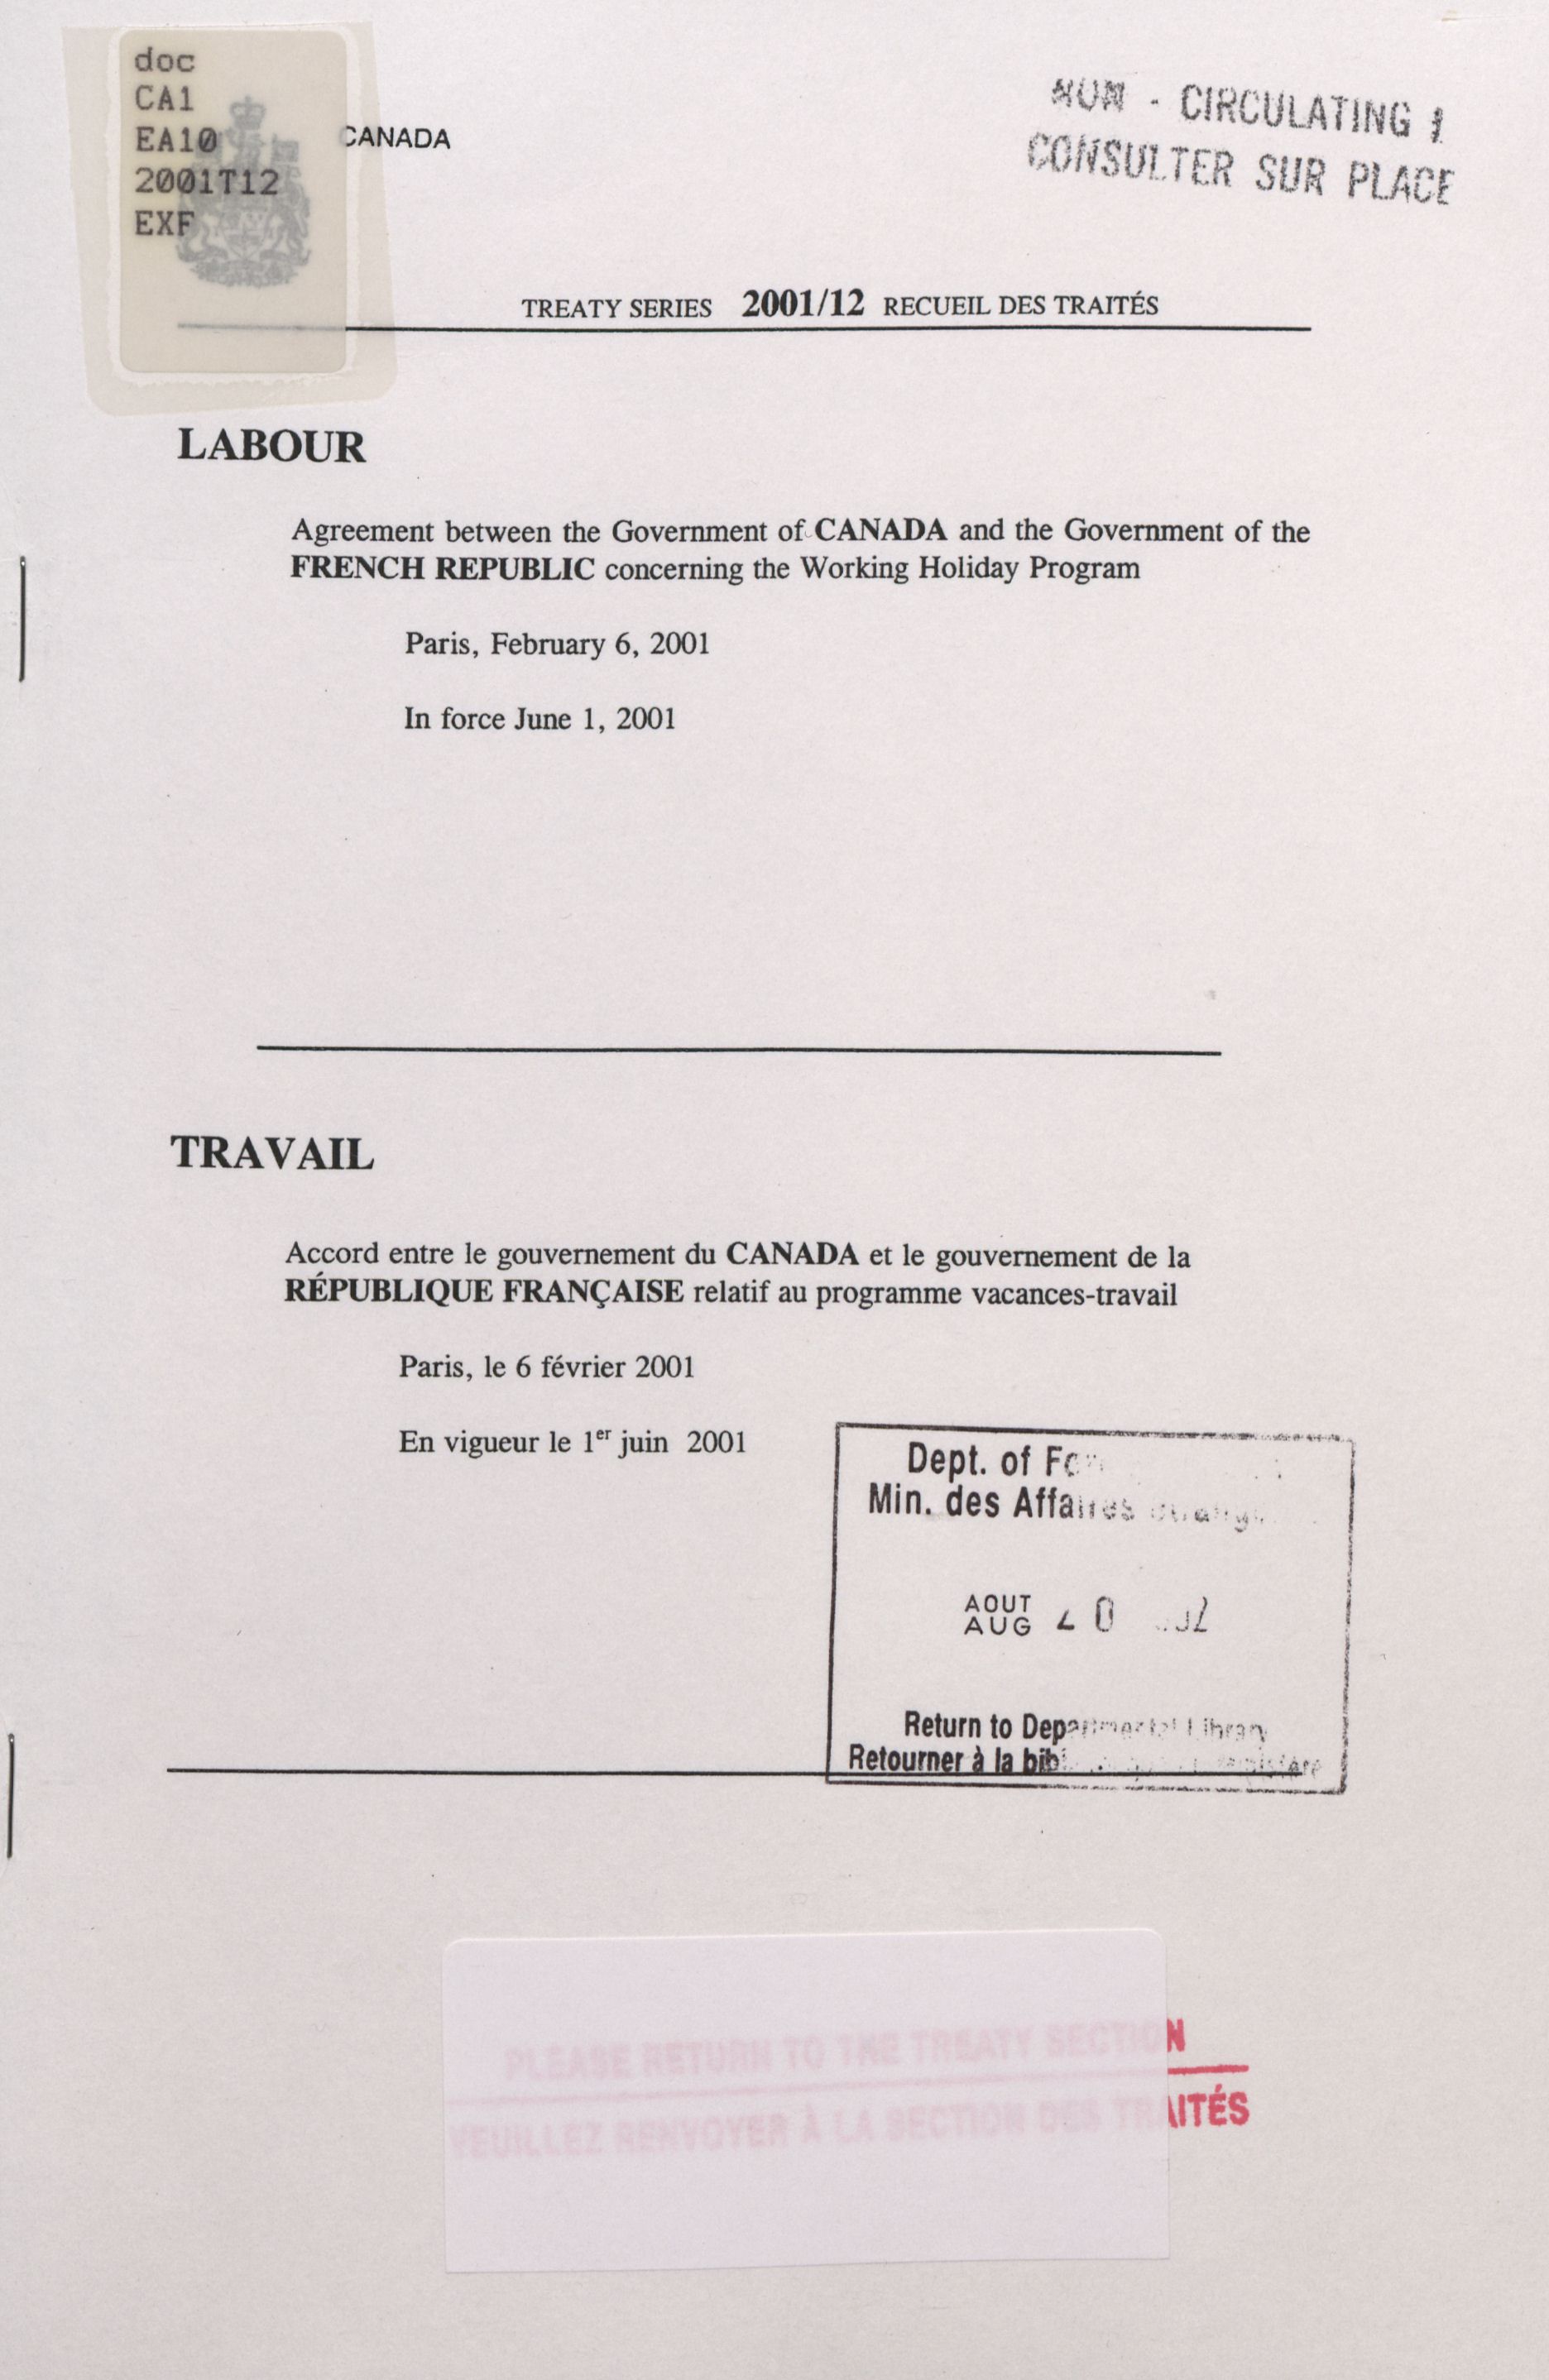 doc
CA1
EA10
2001T12
EXF
CANADA
NON - CIRCULATING /
CONSULTER SUR PLACE
TREATY SERIES 2001/12 RECUEIL DES TRAITÉS
LABOUR
Agreement between the Government of CANADA and the Government of the
FRENCH REPUBLIC concerning the Working Holiday Program
Paris, February 6, 2001
In force June 1, 2001
TRAVAIL
Accord entre le gouvernement du CANADA et le gouvernement de la
RÉPUBLIQUE FRANÇAISE relatif au programme vacances-travail
Paris, le 6 février 2001
En vigueur le 1er juin 2001
Dept. of
Min. des Affaires
AOUT
AUG
Return to Departmental Library
Retourner à la
PLEASE RETURN TO THE TREATY SECTION
VEUILLEZ RENVOYER À LA SECTION DES TRAITÉS